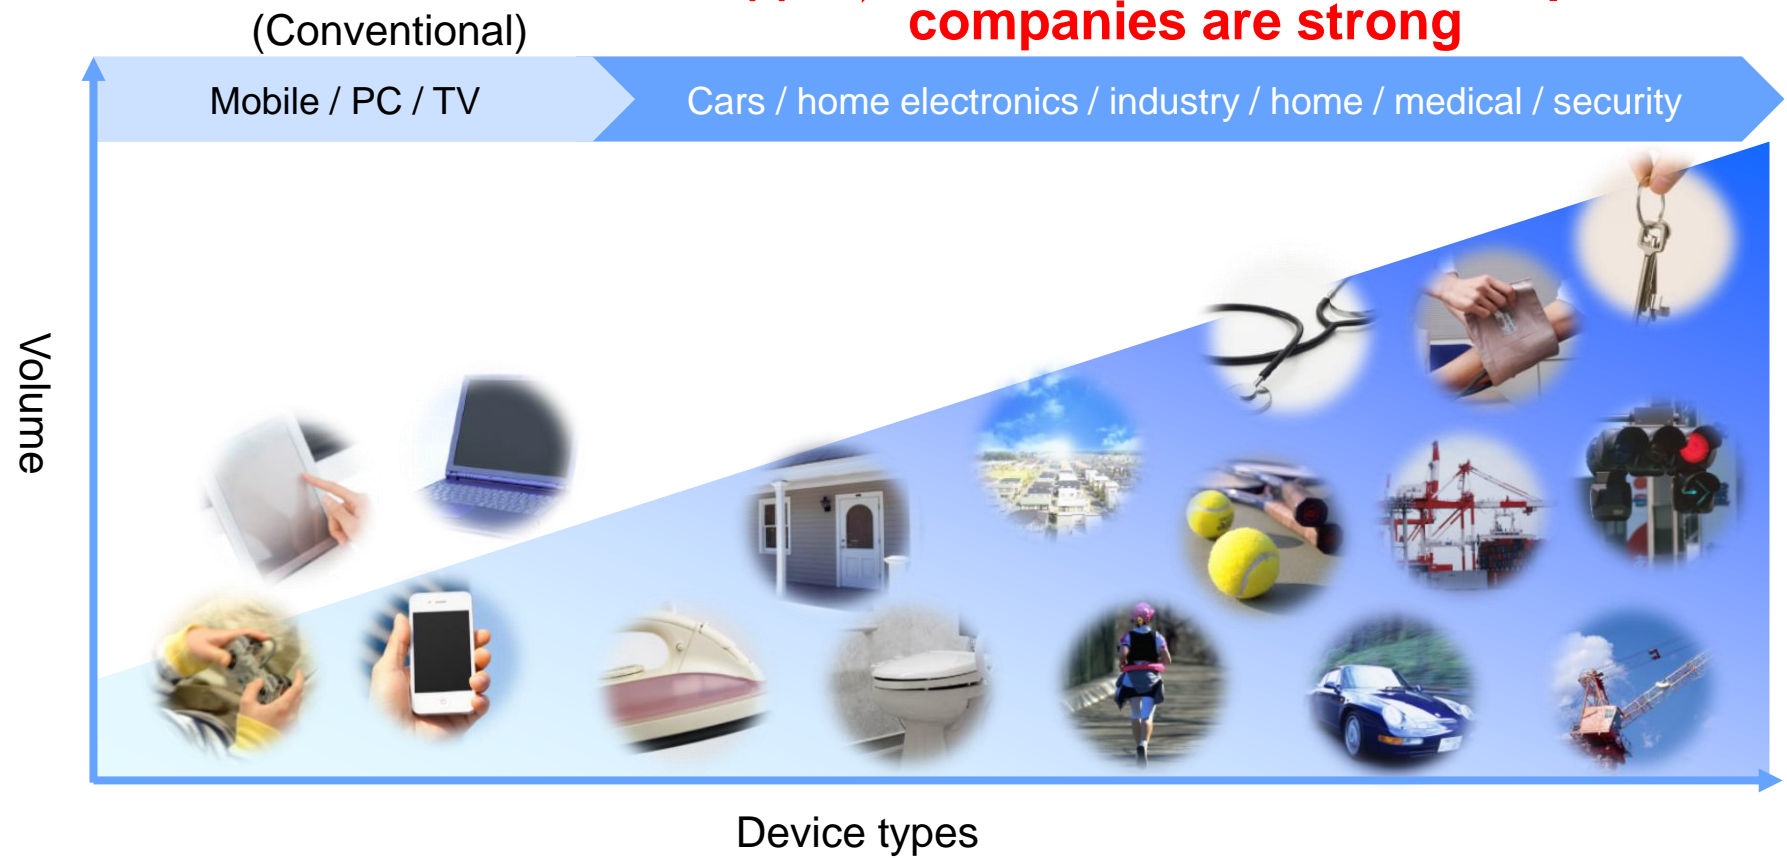 (Conventional)
companies are strong
Mobile / PC / TV
Cars / home electronics / industry / home / medical / security
Volume
Device types